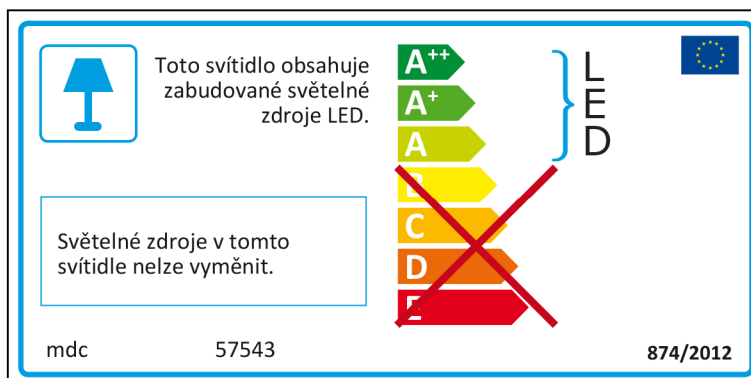 Toto svítidlo obsahuje
zabudované světelné
zdroje LED.
A++
A+
A
B
C
D
E
L
E
D
Světelné zdroje v tomto
svítidle nelze vyměnit.
mdc 57543
874/2012